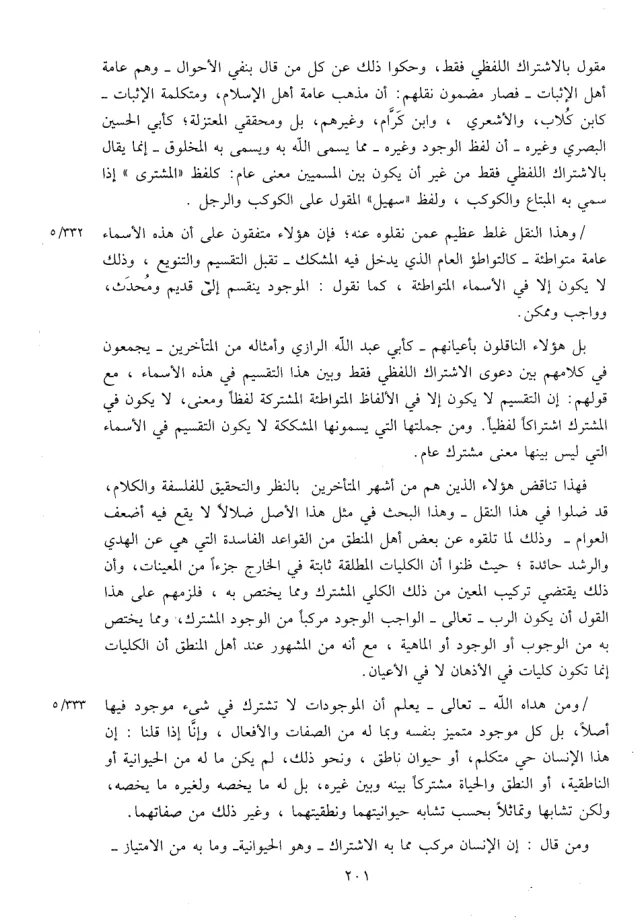 مقول بالاشتراك اللفظي فقط، وحكوا ذلك عن كل من قال بنفي الأحوال ـ وهم عامة
أهل الإثبات ـ فصار مضمون نقلهم: أن مذهب عامة أهل الإسلام، ومتكلمة الإثبات ـ
كابن كُلاب، والأشعري ، وابن كَرَّام، وغيرهم، بل ومحققي المعتزلة؛ كأبي الحسين
البصري وغيره ـ أن لفظ الوجود وغيره ـ مما يسمى الله به ويسمى به المخلوق ـ إنما يقال
بالاشتراك اللفظي فقط من غير أن يكون بين المسميين معنى عام: كلفظ «المشترى » إذا
سمي به المبتاع والكوكب ، ولفظ «سهيل» المقول على الكوكب والرجل .
/ وهذا النقل غلط عظيم عمن نقلوه عنه؛ فإن هؤلاء متفقون على أن هذه الأسماء ٥/٣٣٢
عامة متواطئة ـ كالتواطؤ العام الذي يدخل فيه المشكك ـ تقبل التقسيم والتنويع ، وذلك
لا يكون إلا في الأسماء المتواطئة ، كما نقول : الموجود ينقسم إلىّ قديم ومُحدَث،
وواجب وممكن.
بل هؤلاء الناقلون بأعيانهم ـ كأبي عبد الله الرازي وأمثاله من المتأخرين ـ يجمعون
في كلامهم بين دعوى الاشتراك اللفظي فقط وبين هذا التقسيم في هذه الأسماء ، مع
قولهم: إن التقسيم لا يكون إلا في الألفاظ المتواطئة المشتركة لفظاً ومعنى، لا يكون في
المشترك اشتراكاً لفظياً. ومن جملتها التي يسمونها المشككة لا يكون التقسيم في الأسماء
التي ليس بينها معنى مشترك عام.
فهذا تناقض هؤلاء الذين هم من أشهر المتأخرين بالنظر والتحقيق للفلسفة والكلام،
قد ضلوا في هذا النقل ـ وهذا البحث في مثل هذا الأصل ضلالاً لا يقع فيه أضعف
العوام ـ وذلك لما تلقوه عن بعض أهل المنطق من القواعد الفاسدة التي هي عن الهدي
والرشد حائدة ؛ حيث ظنوا أن الكليات المطلقة ثابتة في الخارج جزءاً من المعينات، وأن
ذلك يقتضي تركيب المعين من ذلك الكلي المشترك ومما يختص به ، فلزمهم على هذا
القول أن يكون الرب ـ تعالى ـ الواجب الوجود مركباً من الوجود المشترك، ومما يختص
به من الوجوب أو الوجود أو الماهية ، مع أنه من المشهور عند أهل المنطق أن الكليات
إنما تكون كليات في الأذهان لا في الأعيان.
/ ومن هداه الله ـ تعالى ـ يعلم أن الموجودات لا تشترك في شيء موجود فيها ٥/٣٣٣
أصلاً، بل كل موجود متميز بنفسه وبما له من الصفات والأفعال ، وإنَّا إذا قلنا : إن
هذا الإنسان حي متكلم، أو حيوان ناطق ، ونحو ذلك، لم يكن ما له من الحيوانية أو
الناطقية، أو النطق والحياة مشتركاً بينه وبين غيره، بل له ما يخصه ولغيره ما يخصه،
ولكن تشابها وتماثلاً بحسب تشابه حيوانيتهما ونطقيتهما ، وغير ذلك من صفاتهما.
ومن قال : إن الإنسان مركب مما به الاشتراك ـ وهو الحيوانية ـ وما به من الامتياز ـ
٢٠١